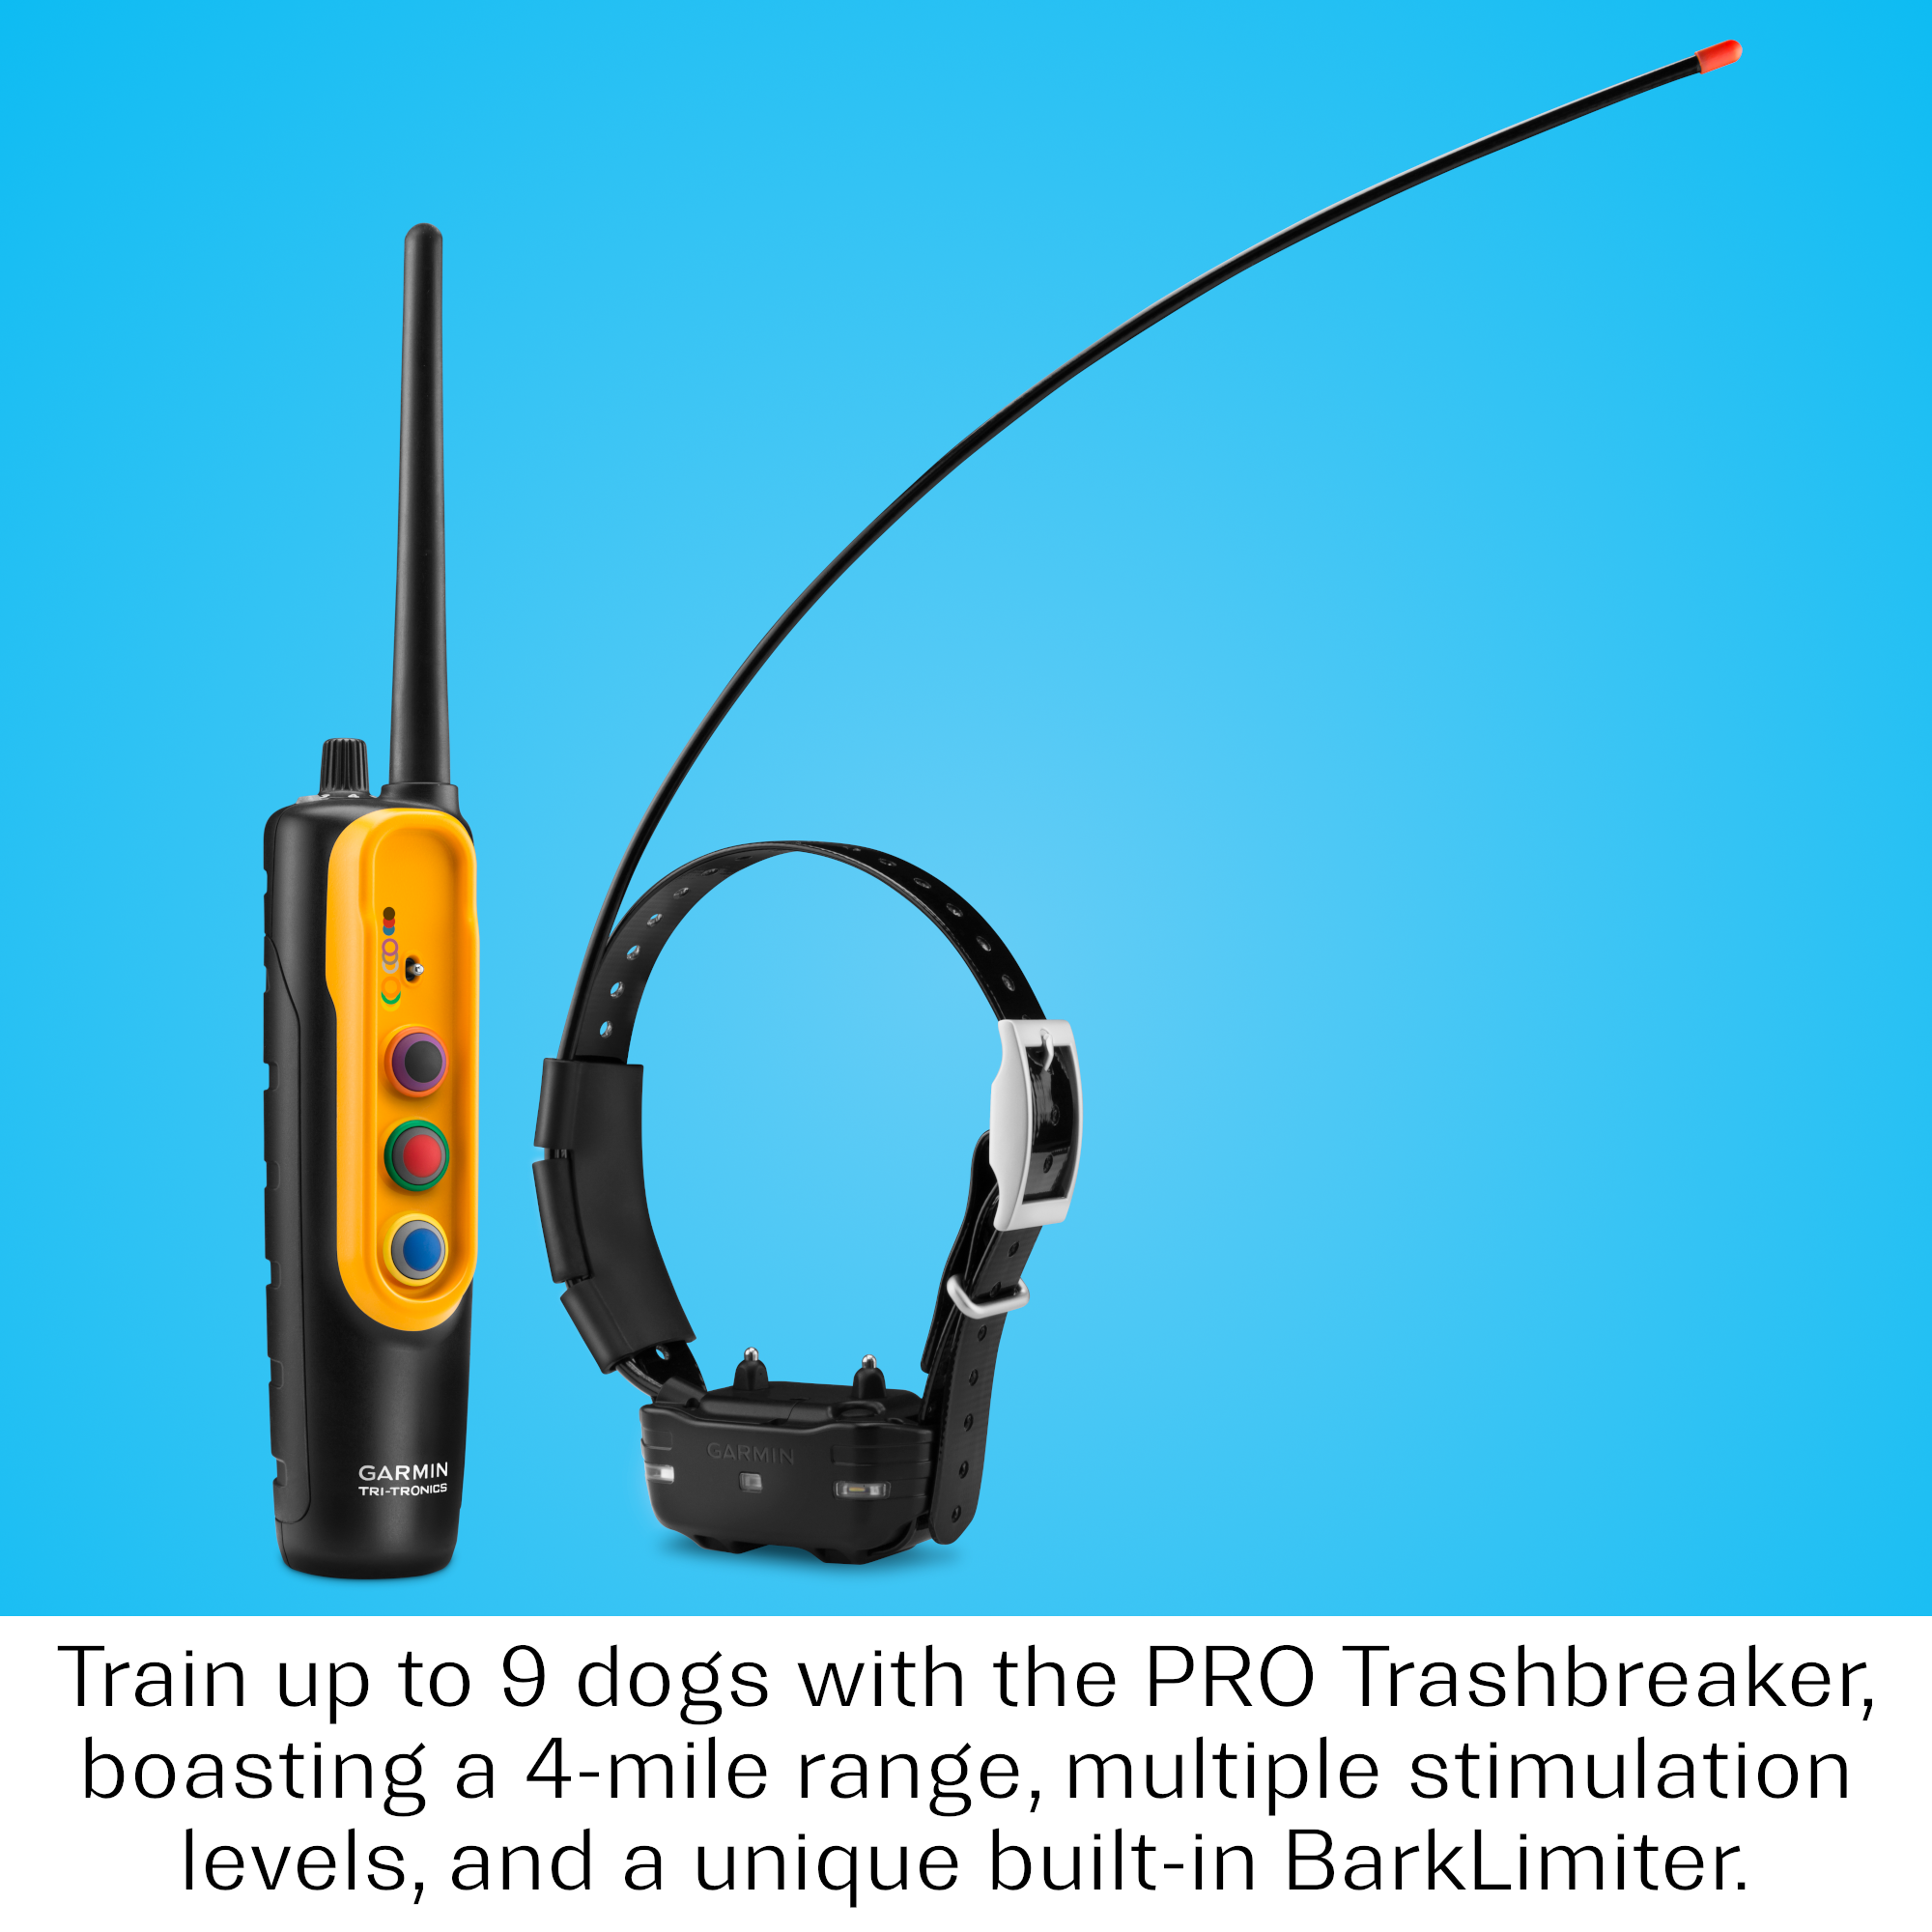 GARMIN
TRI-TRONICS
GARMIN
Train up to 9 dogs with the PRO Trashbreaker,
boasting a 4-mile range, multiple stimulation
levels, and a unique built-in BarkLimiter.